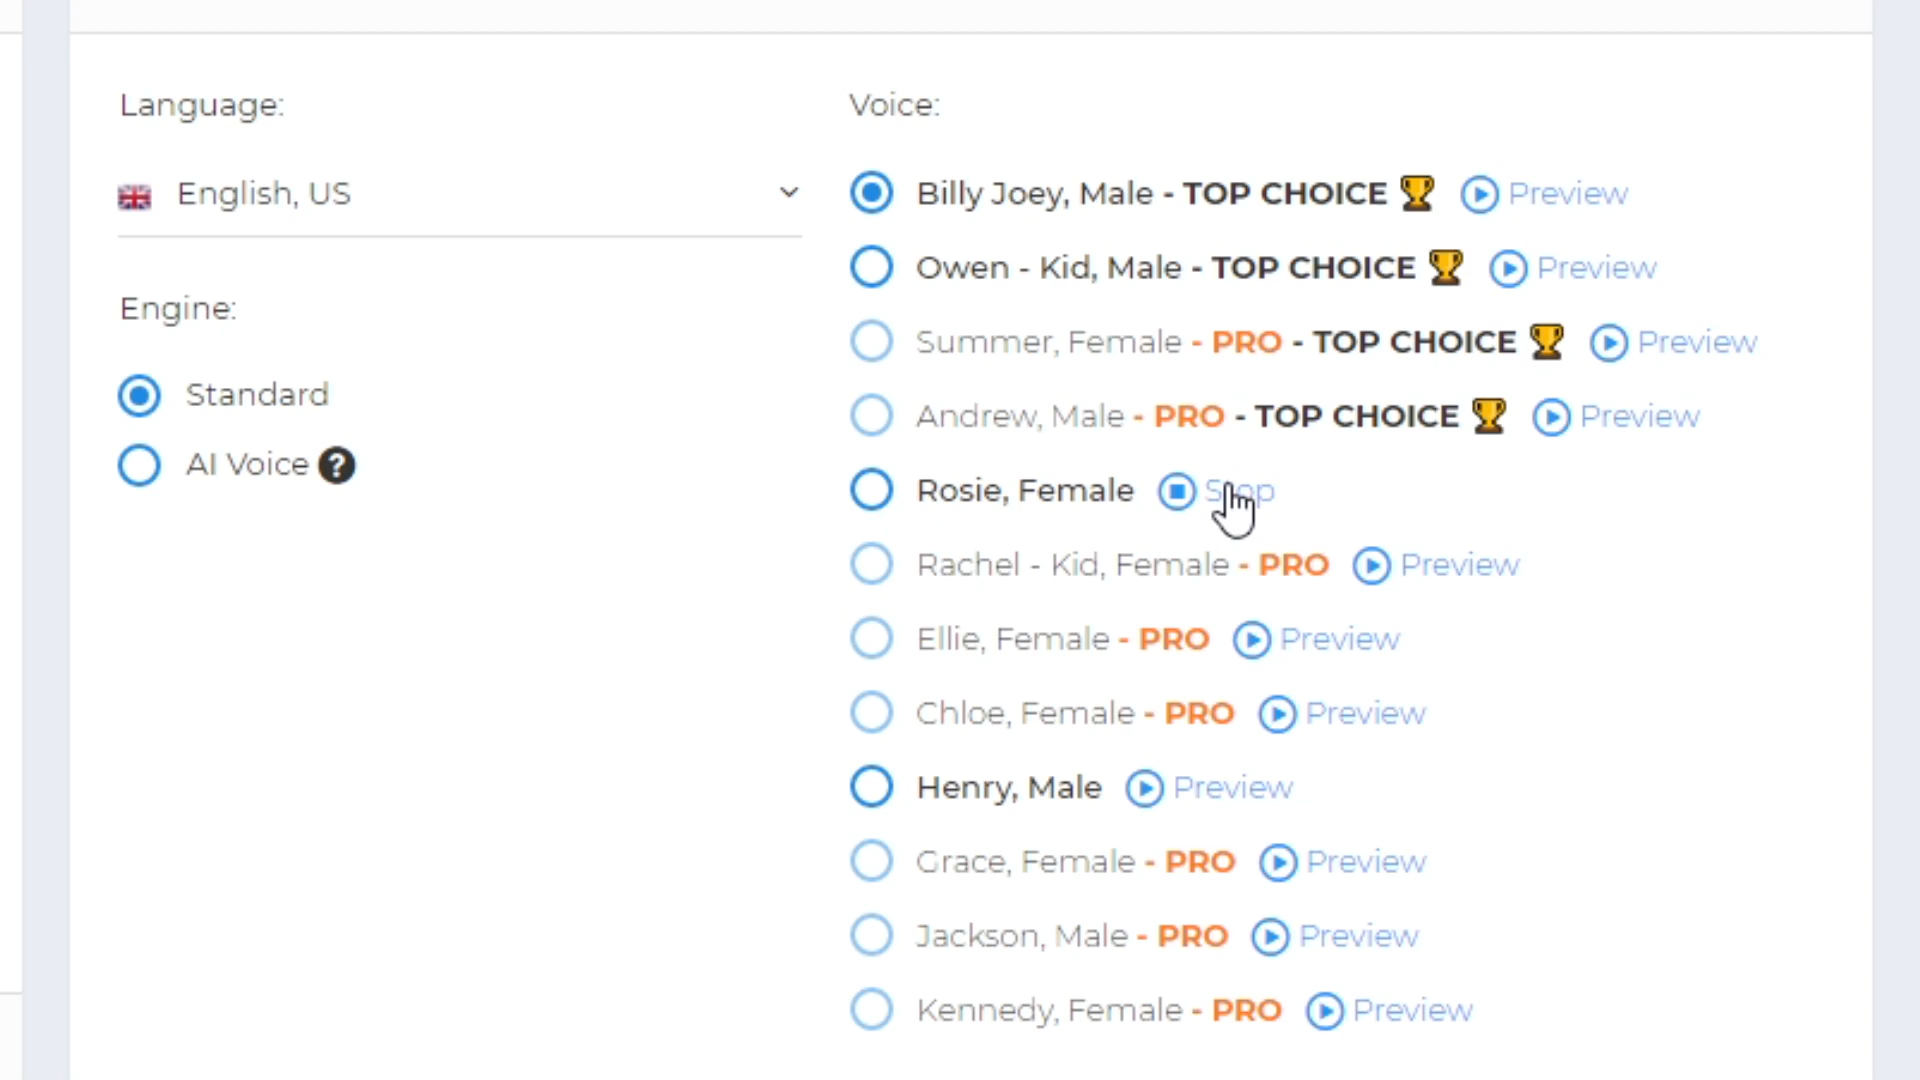 Language:
English, US
Engine:
Standard
AI Voice ?
Voice:
Billy Joey, Male - TOP CHOICE Preview
Owen - Kid, Male - TOP CHOICE Preview
Summer, Female - PRO - TOP CHOICE Preview
Andrew, Male - PRO - TOP CHOICE Preview
Rosie, Female Stop
Rachel - Kid, Female - PRO Preview
Ellie, Female - PRO Preview
Chloe, Female - PRO Preview
Henry, Male Preview
Grace, Female - PRO Preview
Jackson, Male - PRO Preview
Kennedy, Female - PRO Preview